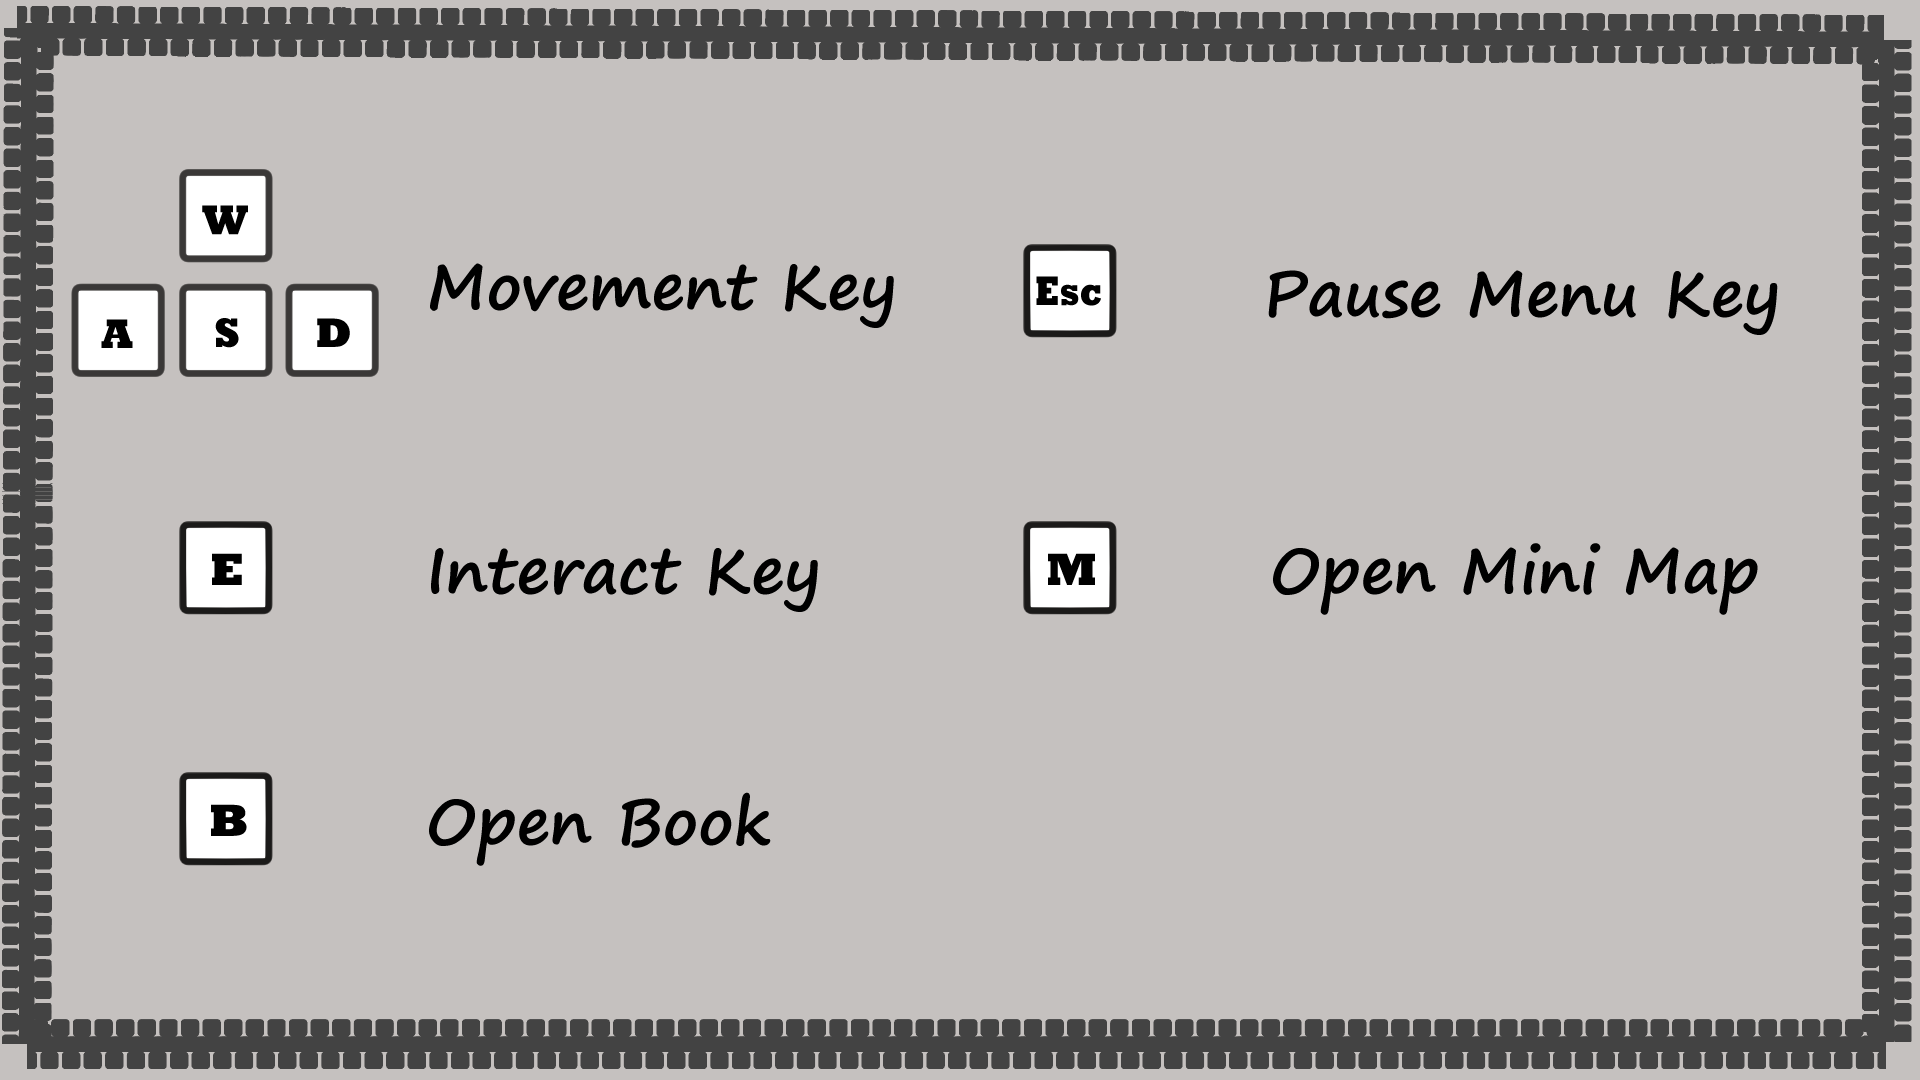 W
A S D
Movement Key
E
Interact Key
B
Open Book
Esc
Pause Menu Key
M
Open Mini Map